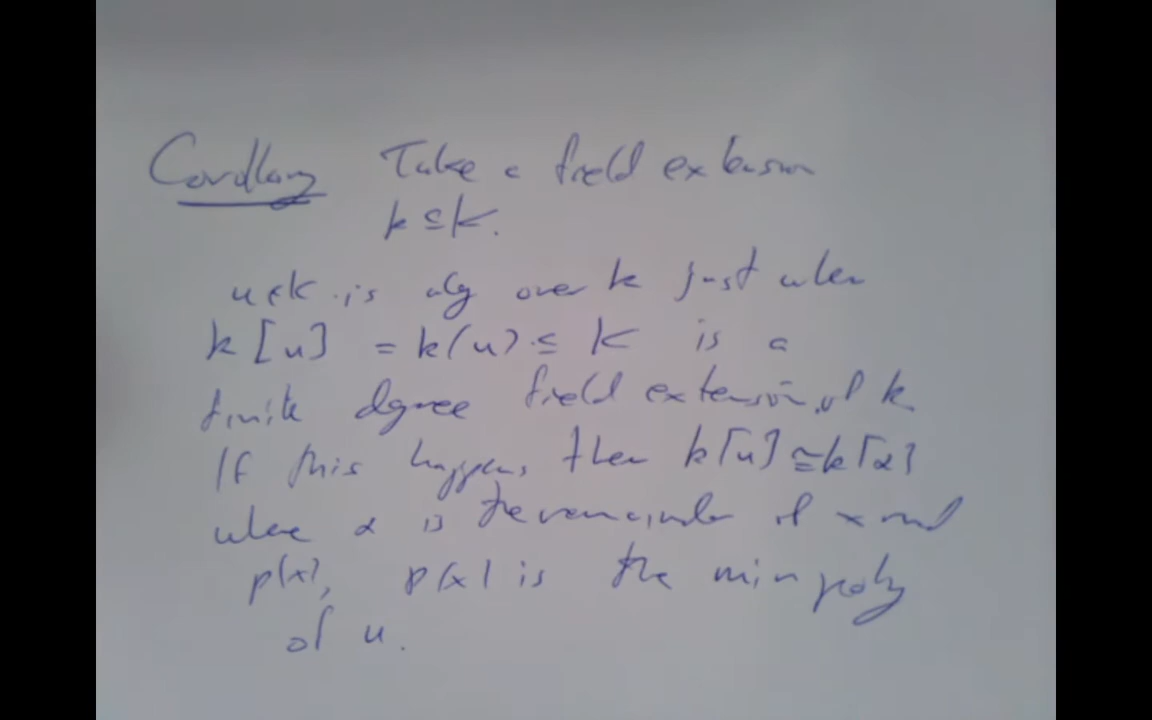 Corollary Take a field extension
k ⊆ K.
u ∈ K is alg over k just when
k[u] = k(u) ⊆ K is a
finite degree field extension of k.
If this happens, then k[u] ≅ k[α]
where α is the remainder of x mod
p(x), p(x) is the min poly
of u.